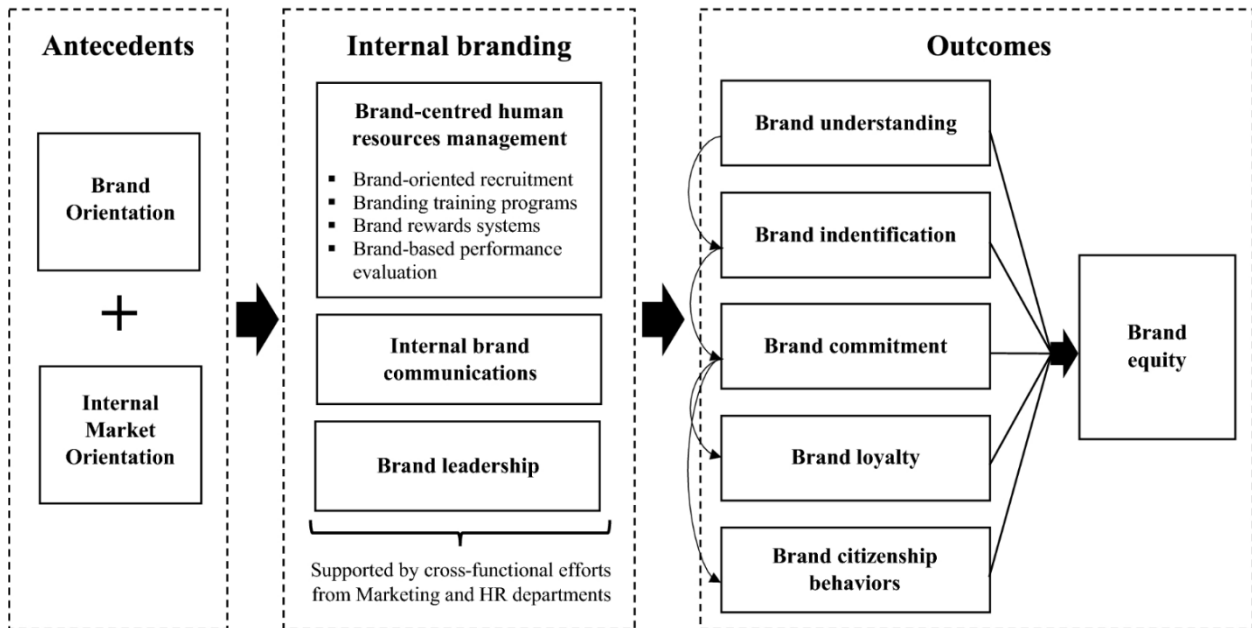 Antecedents
Brand
Orientation
+
Internal
Market
Orientation
Internal branding
Brand-centred human
resources management
▪ Brand-oriented recruitment
▪ Branding training programs
▪ Brand rewards systems
▪ Brand-based performance
evaluation
Internal brand
communications
Brand leadership
Supported by cross-functional efforts
from Marketing and HR departments
Outcomes
Brand understanding
Brand indentification
Brand commitment
Brand loyalty
Brand citizenship
behaviors
Brand
equity